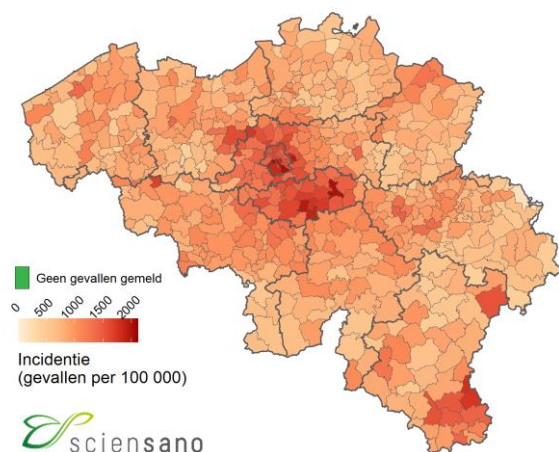 Geen gevallen gemeld
0 500 1000 1500 2000
Incidentie
(gevallen per 100 000)
sciensano